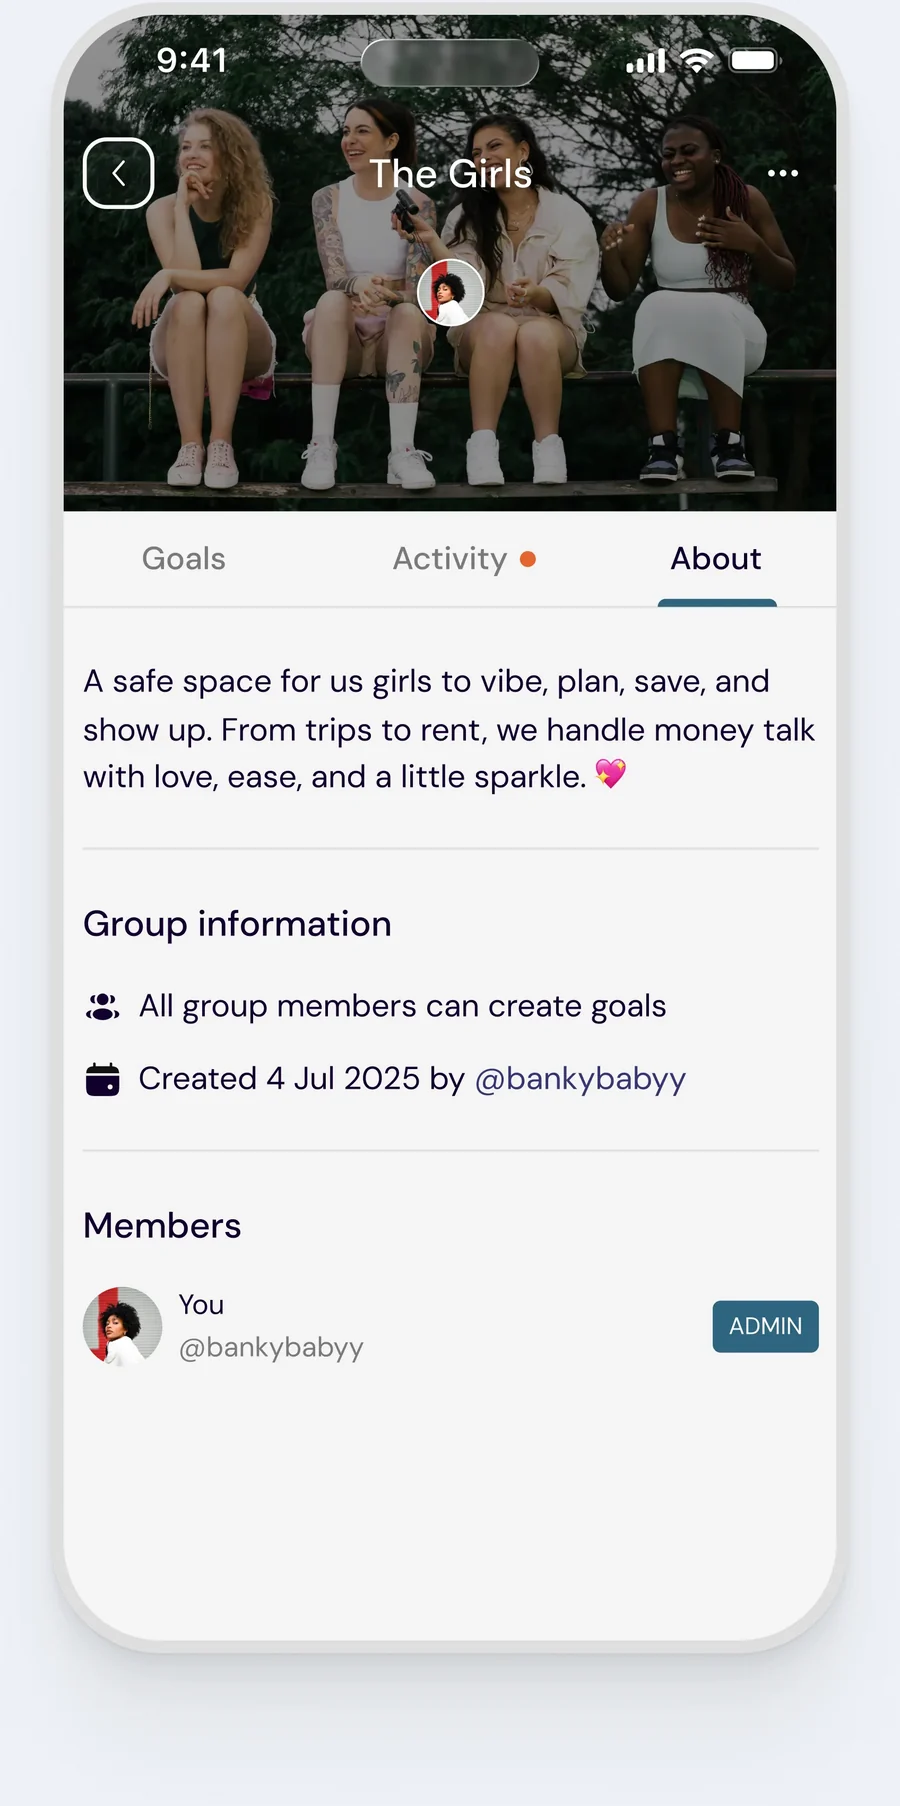 9:41
The Girls
Goals
Activity
About
A safe space for us girls to vibe, plan, save, and
show up. From trips to rent, we handle money talk
with love, ease, and a little sparkle. 💖
Group information
All group members can create goals
Created 4 Jul 2025 by @bankybabyy
Members
You
@bankybabyy
ADMIN